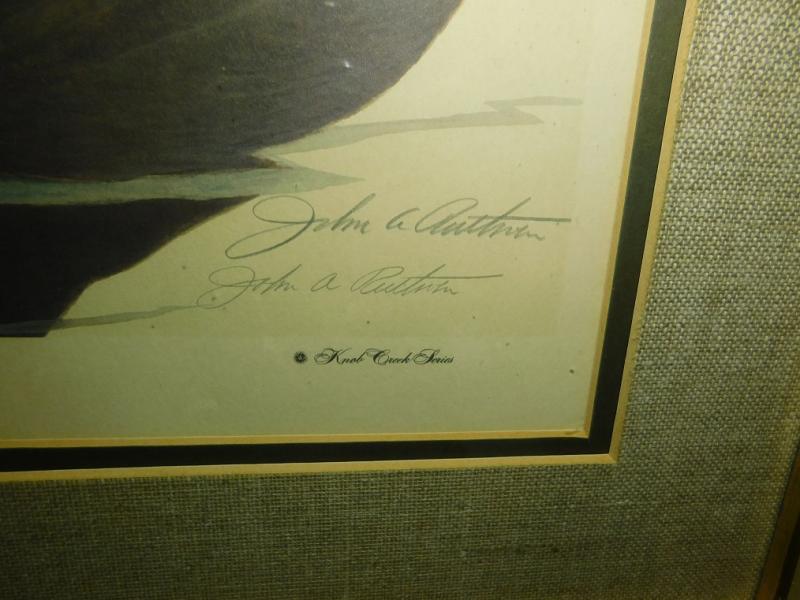 John A Ruthven
John A Ruthven
Knob Creek Series